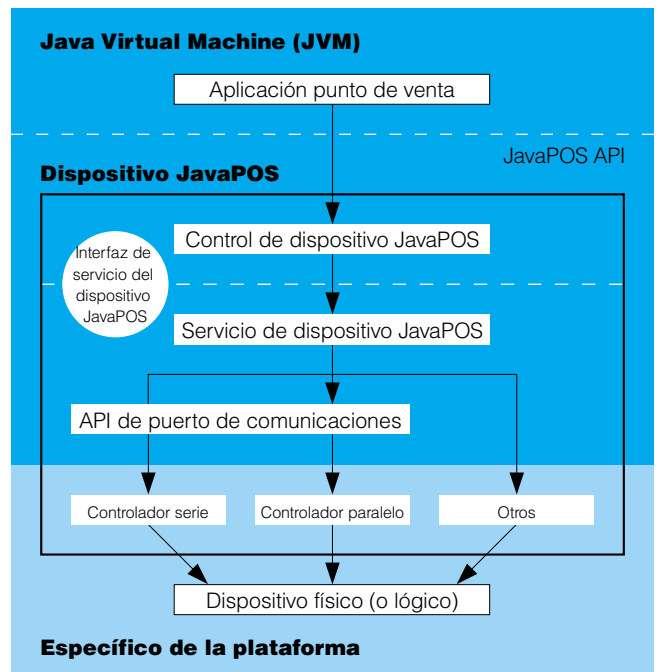 Java Virtual Machine (JVM)
Aplicación punto de venta
JavaPOS API
Dispositivo JavaPOS
Control de dispositivo JavaPOS
Interfaz de
servicio del
dispositivo
JavaPOS
Servicio de dispositivo JavaPOS
API de puerto de comunicaciones
Controlador serie
Controlador paralelo
Otros
Dispositivo físico (o lógico)
Específico de la plataforma